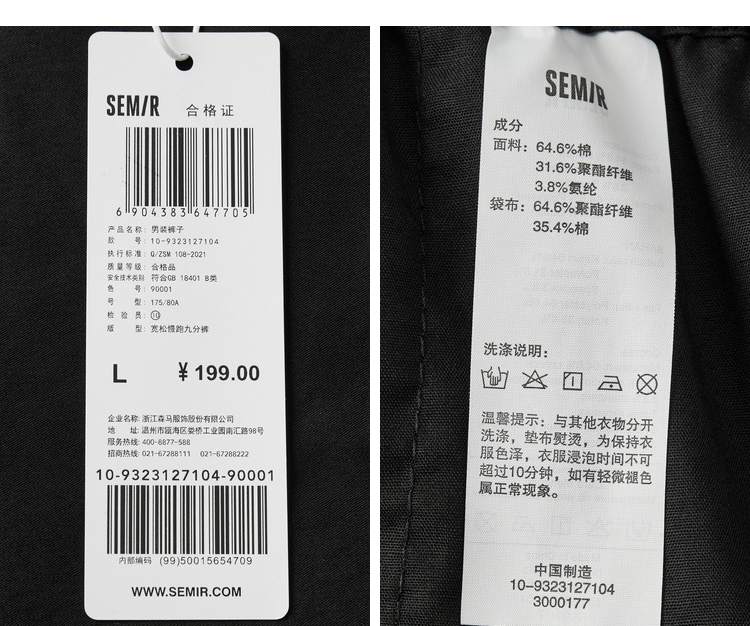 SEMIR 合格证
6 904383 647705
产品名称: 男装裤子
款 号: 10-9323127104
执行标准: Q/ZSM 108-2021
质量等级: 合格品
安全技术类别 符合GB 18401 B类
色 号: 90001
号 型: 175/80A
检 验 员: 10
版 型: 宽松慢跑九分裤
L ¥199.00
企业名称: 浙江森马服饰股份有限公司
地 址: 温州市瓯海区娄桥工业园南汇路98号
服务热线: 400-8877-588
招商热线: 021-67288111 021-67288222
10-9323127104-90001
内部编码 (99)50015654709
WWW.SEMIR.COM
SEMIR
成分
面料: 64.6%棉
31.6%聚酯纤维
3.8%氨纶
袋布: 64.6%聚酯纤维
35.4%棉
洗涤说明:
温馨提示: 与其他衣物分开
洗涤，垫布熨烫，为保持衣
服色泽，衣服浸泡时间不可
超过10分钟，如有轻微褪色
属正常现象。
中国制造
10-9323127104
3000177